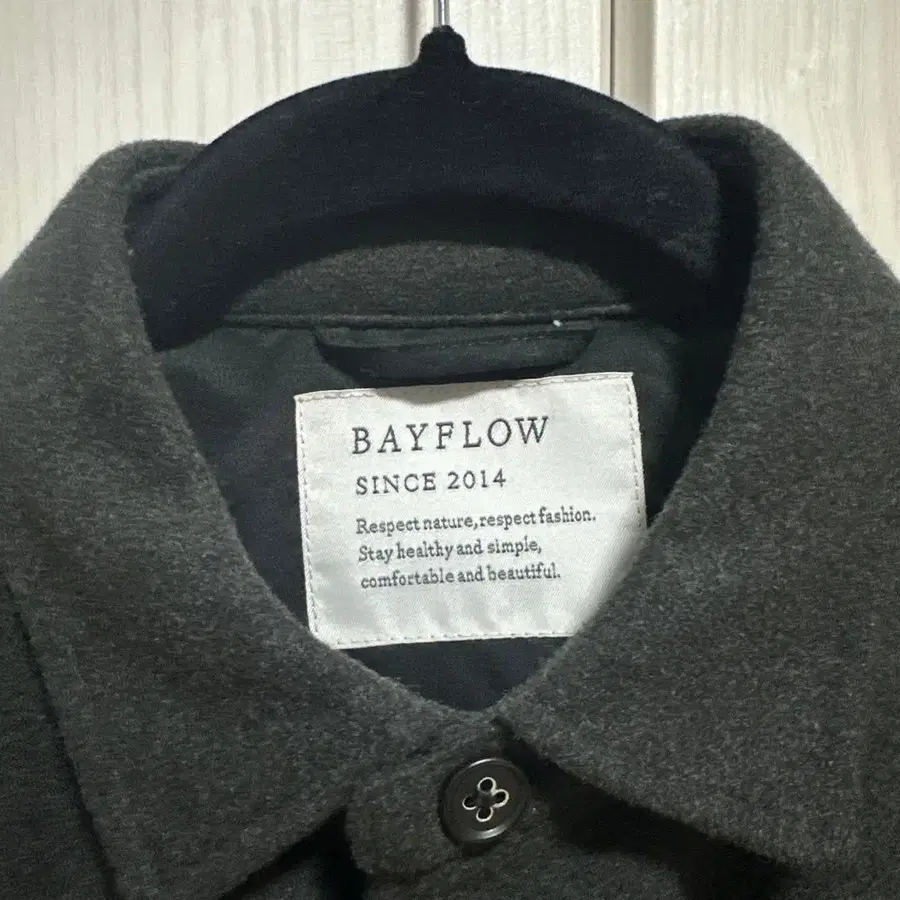 BAYFLOW
SINCE 2014
Respect nature, respect fashion.
Stay healthy and simple,
comfortable and beautiful.